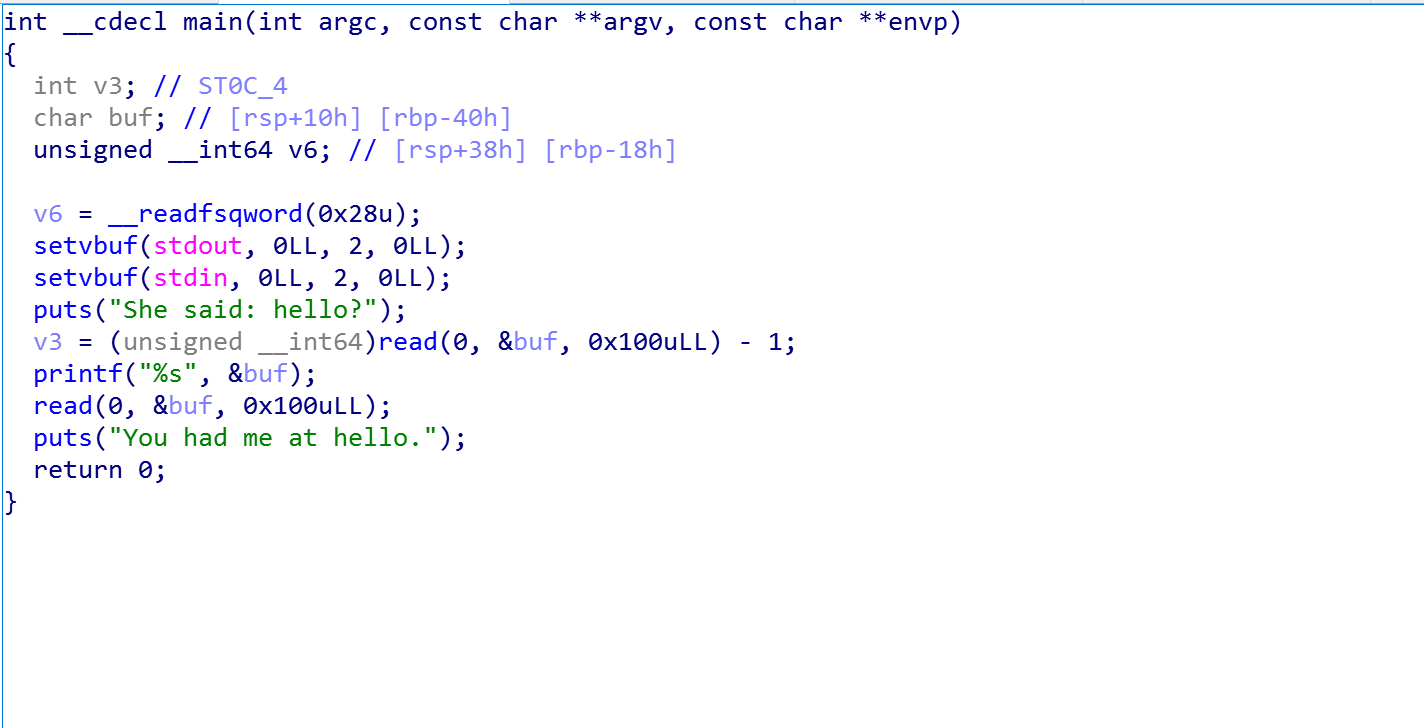 int __cdecl main(int argc, const char **argv, const char **envp)
{
  int v3; // ST0C_4
  char buf; // [rsp+10h] [rbp-40h]
  unsigned __int64 v6; // [rsp+38h] [rbp-18h]

  v6 = __readfsqword(0x28u);
  setvbuf(stdout, 0LL, 2, 0LL);
  setvbuf(stdin, 0LL, 2, 0LL);
  puts("She said: hello?");
  v3 = (unsigned __int64)read(0, &buf, 0x100uLL) - 1;
  printf("%s", &buf);
  read(0, &buf, 0x100uLL);
  puts("You had me at hello.");
  return 0;
}